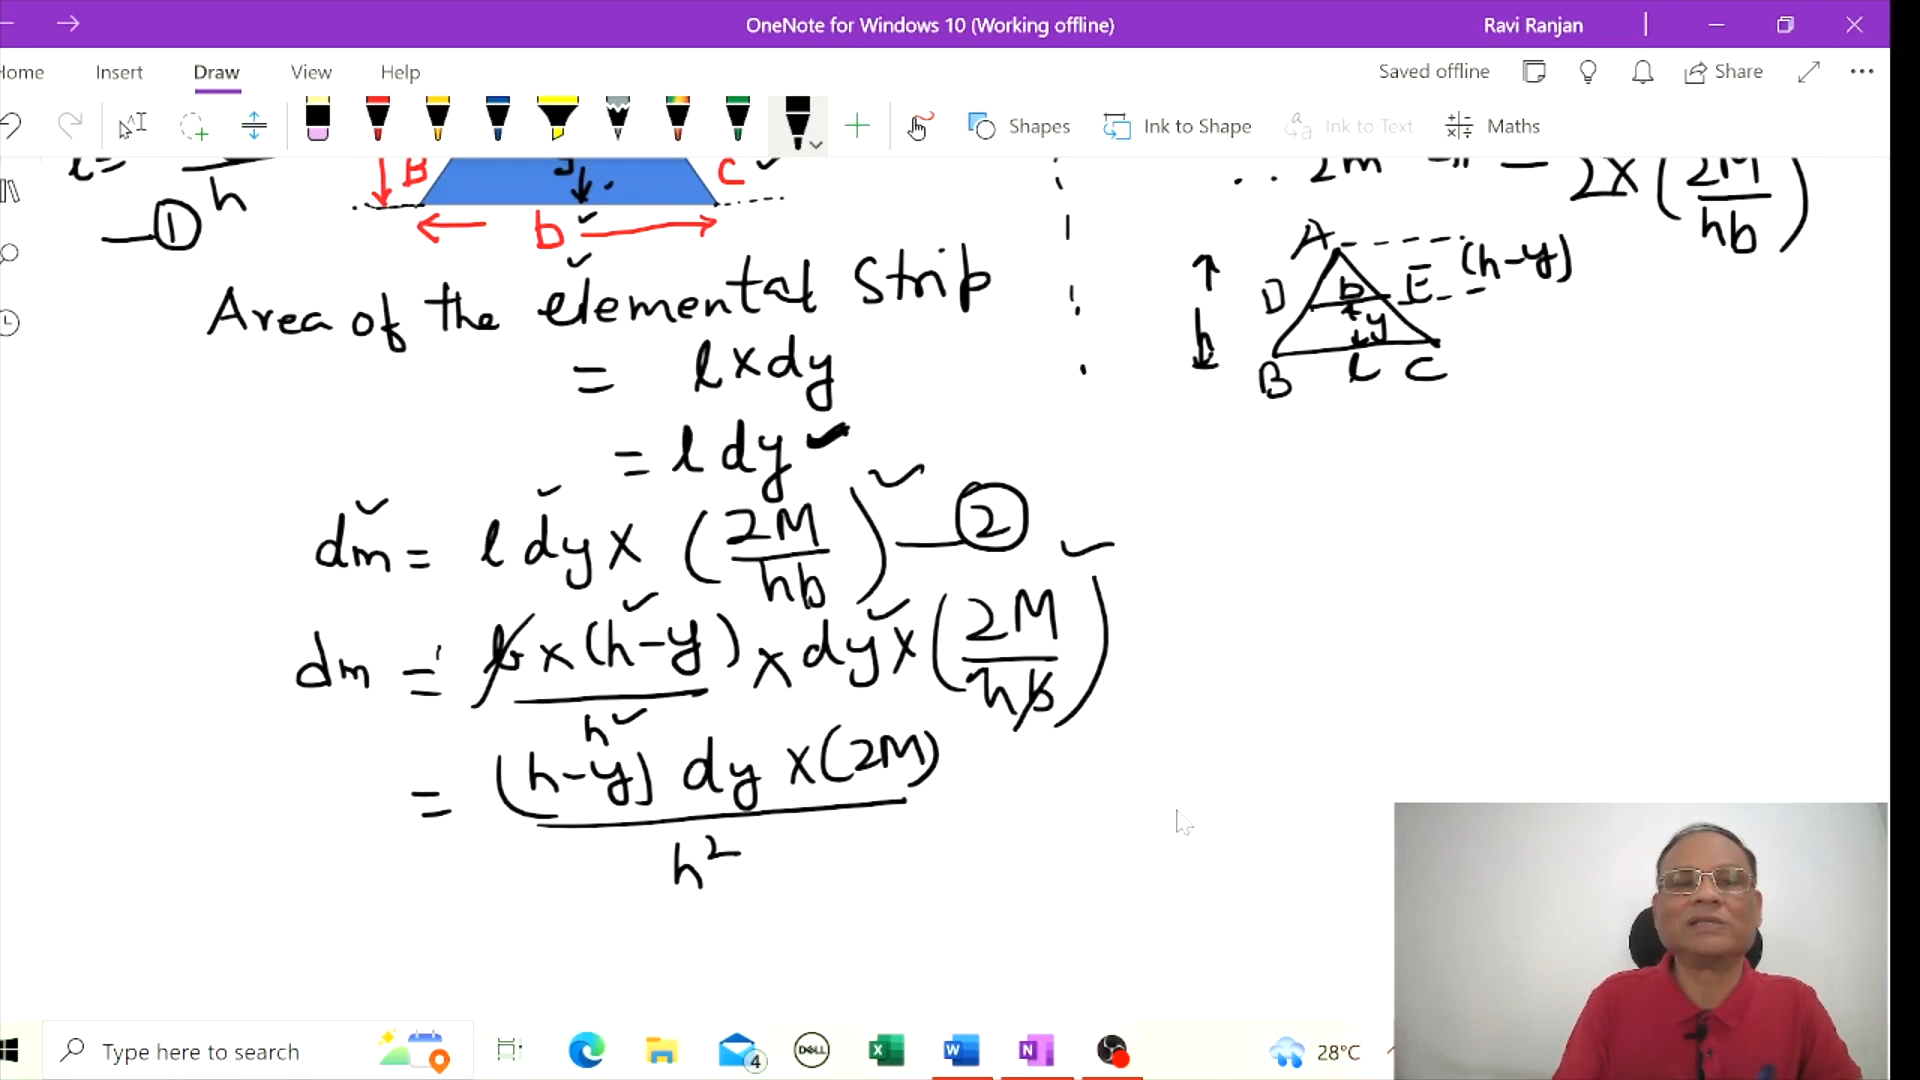 OneNote for Windows 10 (Working offline) Ravi Ranjan
Home Insert Draw View Help Saved offline Share
Shapes Ink to Shape Ink to Text Maths
B C
h
1
b
2m = 2x (2M/hb)
A (h-y)
D b E
h y
B l C
Area of the elemental strip
= l x dy
= l dy
dm = l dy x (2M/hb) 2
dm = b x (h-y)/h x dy x (2M/hb)
= (h-y) dy x (2M)
h²
Type here to search 4 DELL 28°C